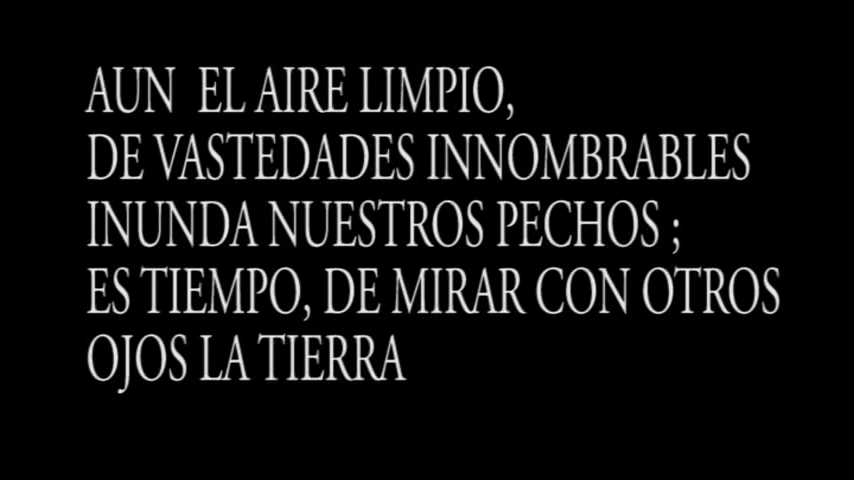 AUN EL AIRE LIMPIO,
DE VASTEDADES INNOMBRABLES
INUNDA NUESTROS PECHOS ;
ES TIEMPO, DE MIRAR CON OTROS
OJOS LA TIERRA